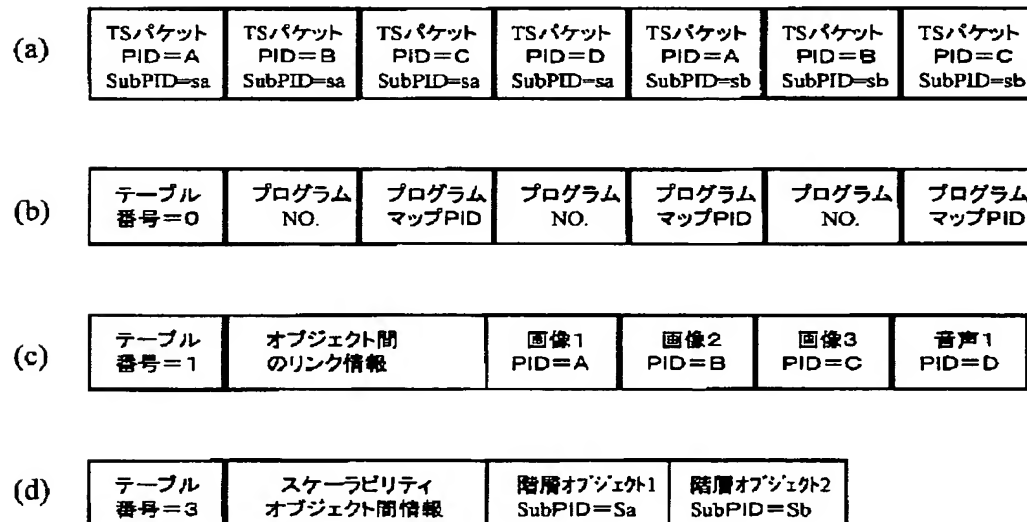 (a)
TSパケット PID=A SubPID=sa
TSパケット PID=B SubPID=sa
TSパケット PID=C SubPID=sa
TSパケット PID=D SubPID=sa
TSパケット PID=A SubPID=sb
TSパケット PID=B SubPID=sb
TSパケット PID=C SubPID=sb
(b)
テーブル
番号=0
プログラム
NO.
プログラム
マップPID
プログラム
NO.
プログラム
マップPID
プログラム
NO.
プログラム
マップPID
(c)
テーブル
番号=1
オブジェクト間
のリンク情報
画像1
PID=A
画像2
PID=B
画像3
PID=C
音声1
PID=D
(d)
テーブル
番号=3
スケーラビリティ
オブジェクト間情報
階層オブジェクト1
SubPID=Sa
階層オブジェクト2
SubPID=Sb